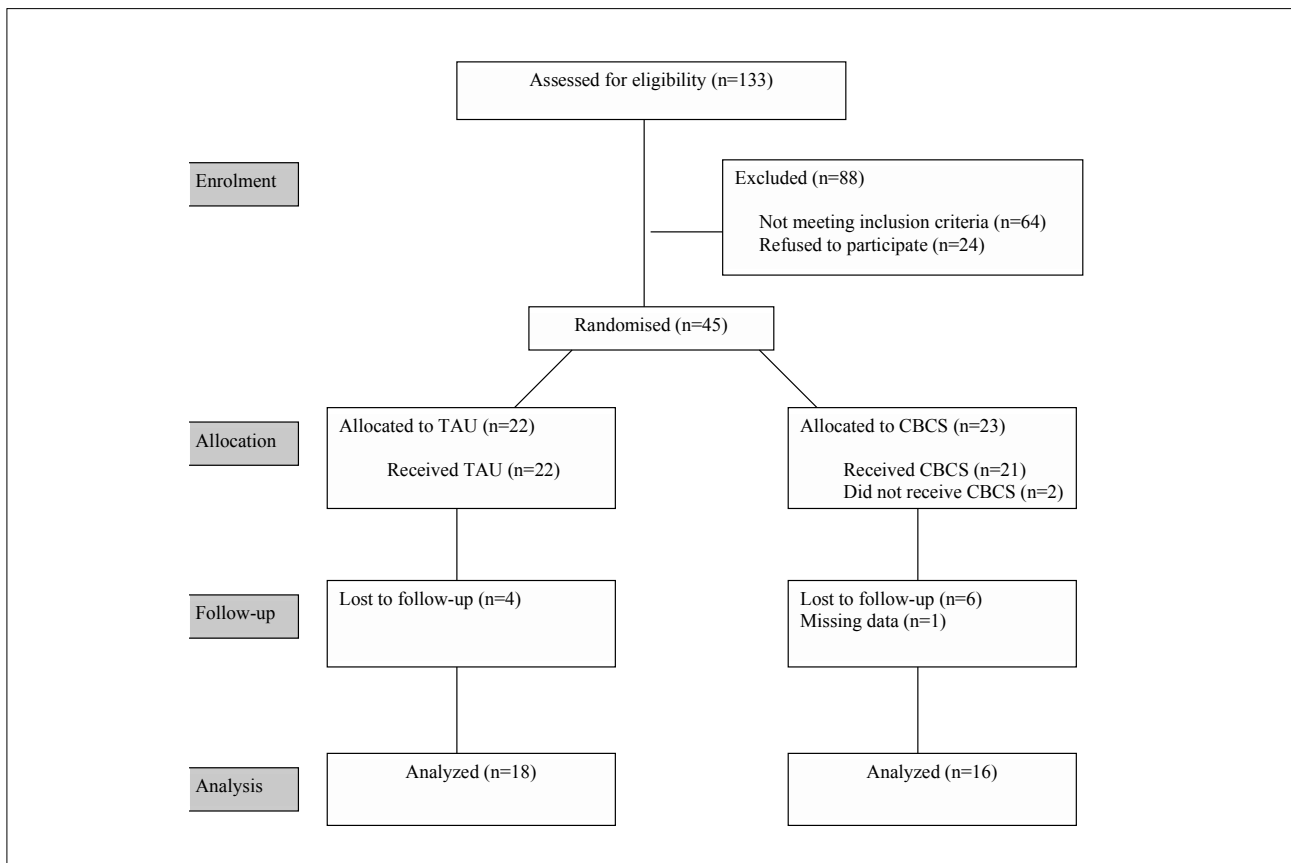 Assessed for eligibility (n=133)
Enrolment
Excluded (n=88)
Not meeting inclusion criteria (n=64)
Refused to participate (n=24)
Randomised (n=45)
Allocation
Allocated to TAU (n=22)
Received TAU (n=22)
Allocated to CBCS (n=23)
Received CBCS (n=21)
Did not receive CBCS (n=2)
Follow-up
Lost to follow-up (n=4)
Lost to follow-up (n=6)
Missing data (n=1)
Analysis
Analyzed (n=18)
Analyzed (n=16)